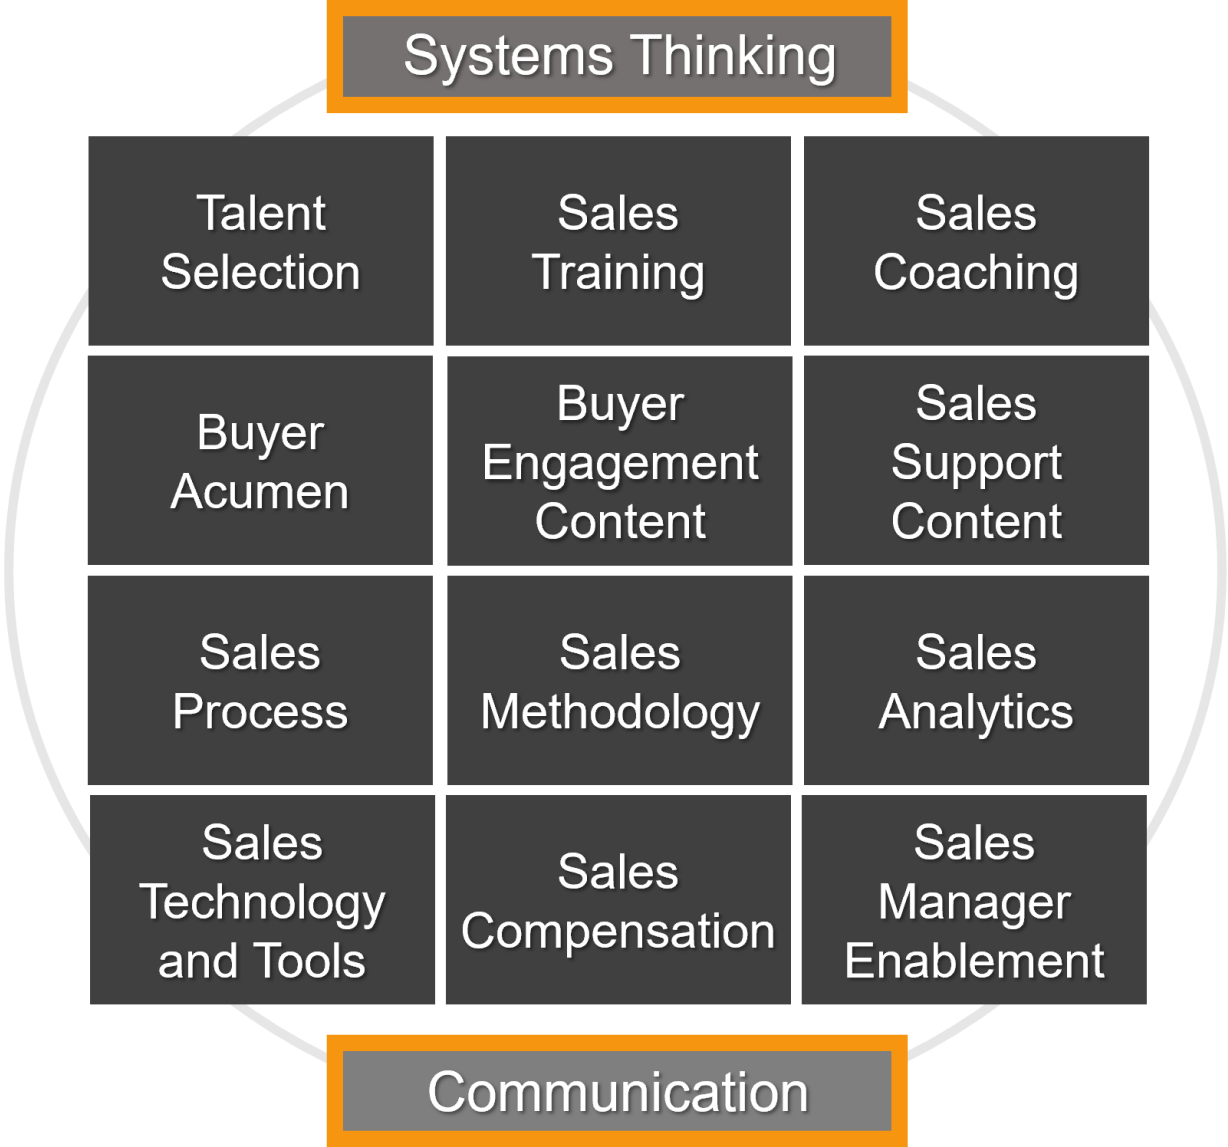 Systems Thinking
Talent
Selection
Sales
Training
Sales
Coaching
Buyer
Acumen
Buyer
Engagement
Content
Sales
Support
Content
Sales
Process
Sales
Methodology
Sales
Analytics
Sales
Technology
and Tools
Sales
Compensation
Sales
Manager
Enablement
Communication